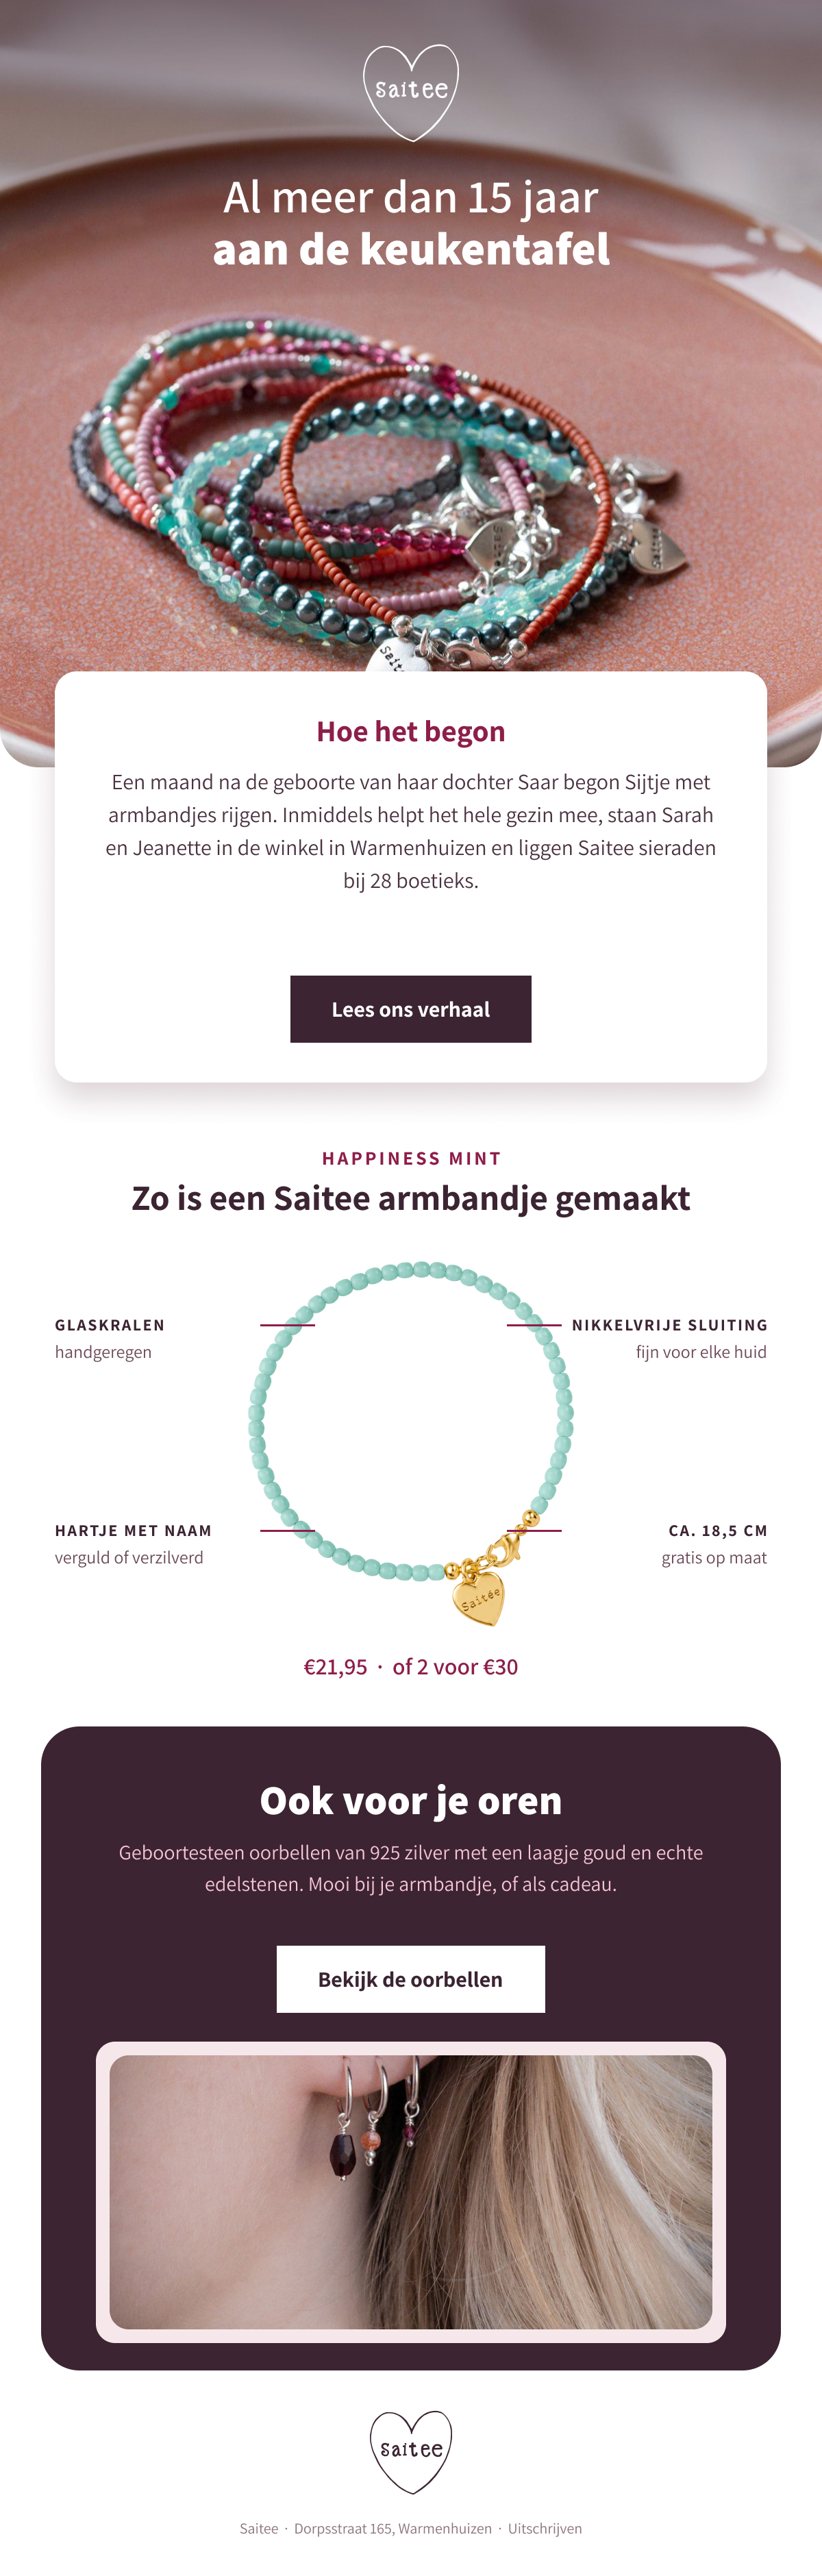 Saitee
Al meer dan 15 jaar
aan de keukentafel
Saitee
Hoe het begon
Een maand na de geboorte van haar dochter Saar begon Sijtje met
armbandjes rijgen. Inmiddels helpt het hele gezin mee, staan Sarah
en Jeanette in de winkel in Warmenhuizen en liggen Saitee sieraden
bij 28 boetieks.
Lees ons verhaal
HAPPINESS MINT
Zo is een Saitee armbandje gemaakt
GLASKRALEN
handgeregen
NIKKELVRIJE SLUITING
fijn voor elke huid
HARTJE MET NAAM
verguld of verzilverd
CA. 18,5 CM
gratis op maat
Saitée
€21,95 · of 2 voor €30
Ook voor je oren
Geboortesteen oorbellen van 925 zilver met een laagje goud en echte
edelstenen. Mooi bij je armbandje, of als cadeau.
Bekijk de oorbellen
Saitee
Saitee · Dorpsstraat 165, Warmenhuizen · Uitschrijven